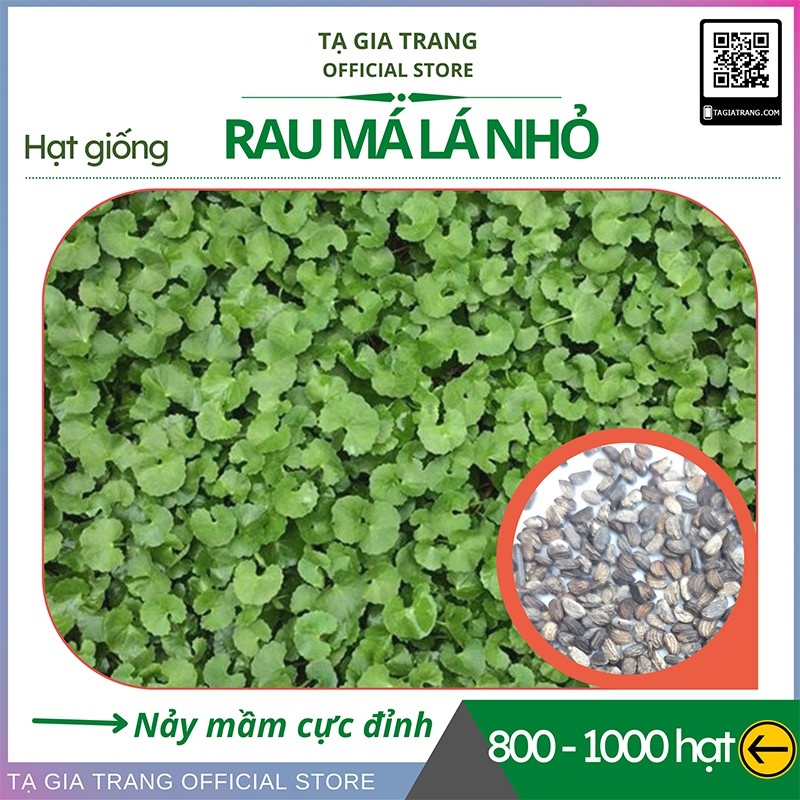 TẠ GIA TRANG
OFFICIAL STORE
TAGIATRANG.COM
Hạt giống
RAU MÁ LÁ NHỎ
Nảy mầm cực đỉnh
800 - 1000 hạt
TẠ GIA TRANG OFFICIAL STORE